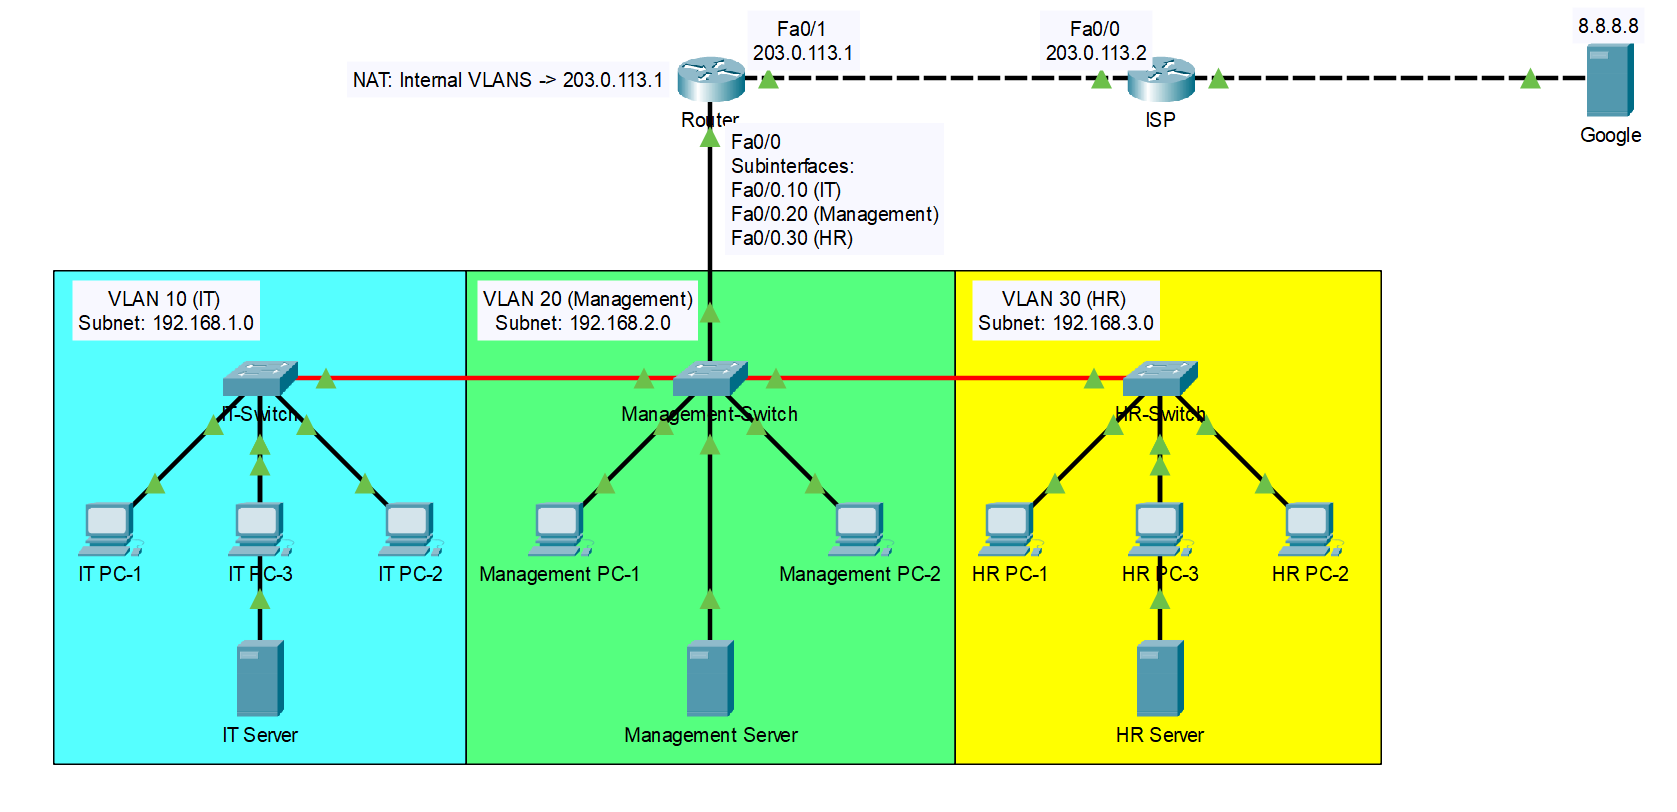 Fa0/1
203.0.113.1
Fa0/0
203.0.113.2
8.8.8.8
NAT: Internal VLANS -> 203.0.113.1
Router
ISP
Google
Fa0/0
Subinterfaces:
Fa0/0.10 (IT)
Fa0/0.20 (Management)
Fa0/0.30 (HR)
VLAN 10 (IT)
Subnet: 192.168.1.0
VLAN 20 (Management)
Subnet: 192.168.2.0
VLAN 30 (HR)
Subnet: 192.168.3.0
IT-Switch
Management-Switch
HR-Switch
IT PC-1
IT PC-3
IT PC-2
Management PC-1
Management PC-2
HR PC-1
HR PC-3
HR PC-2
IT Server
Management Server
HR Server